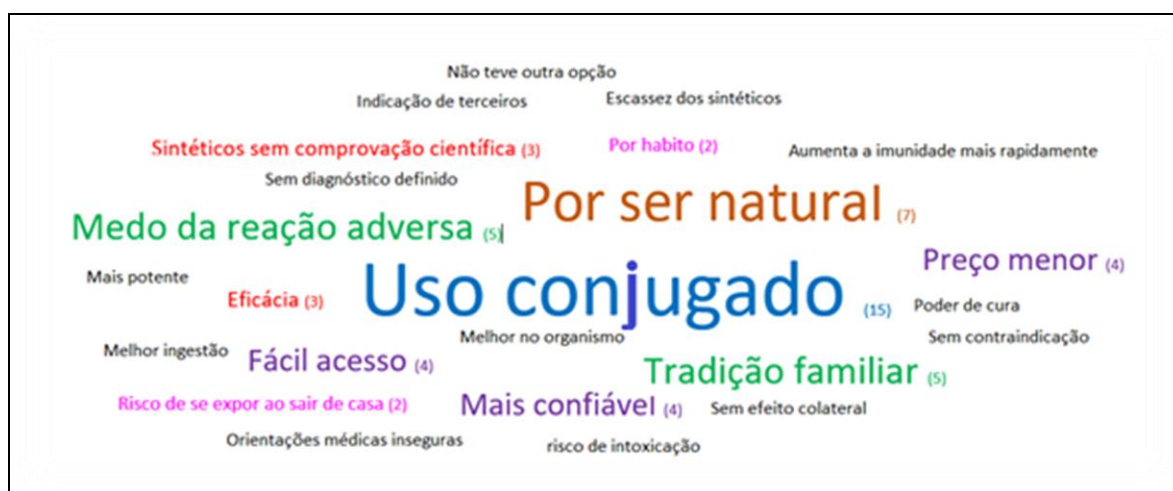 Não teve outra opção
Indicação de terceiros
Escassez dos sintéticos
Sintéticos sem comprovação científica (3)
Por habito (2)
Aumenta a imunidade mais rapidamente
Sem diagnóstico definido
Por ser natural (7)
Medo da reação adversa (5)
Preço menor (4)
Mais potente
Eficácia (3)
Uso conjugado (15)
Poder de cura
Melhor no organismo
Sem contraindicação
Melhor ingestão
Fácil acesso (4)
Tradição familiar (5)
Risco de se expor ao sair de casa (2)
Mais confiável (4)
Sem efeito colateral
Orientações médicas inseguras
risco de intoxicação